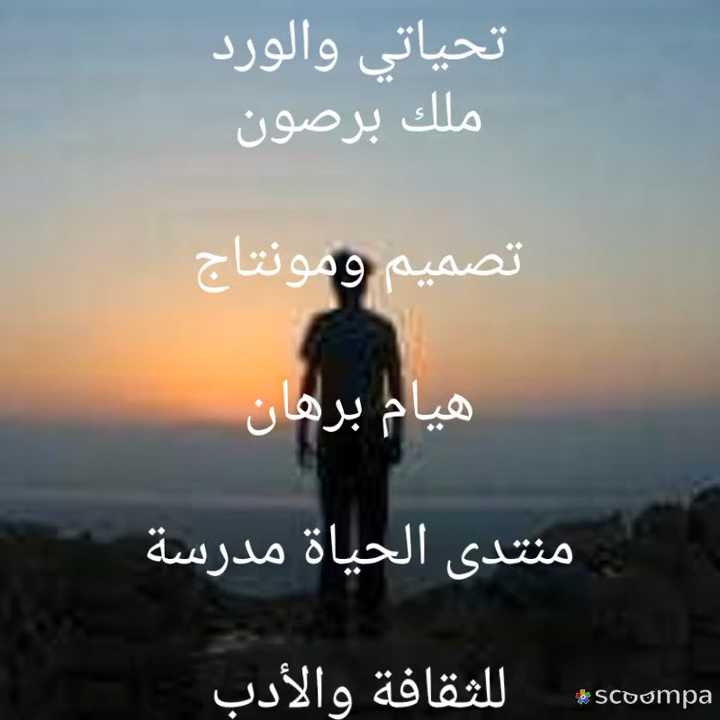 تحياتي والورد
ملك برصون
تصميم ومونتاج
هيام برهان
منتدى الحياة مدرسة
للثقافة والأدب
scoompa